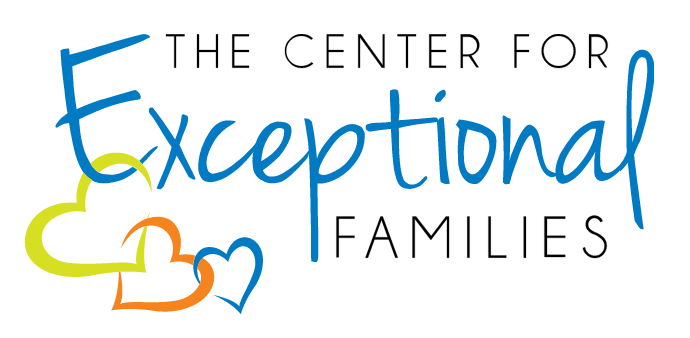 THE CENTER FOR
Exceptional
FAMILIES